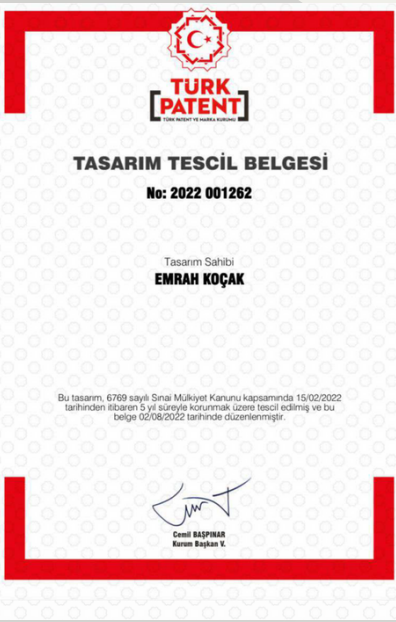 TÜRK
PATENT
TÜRK PATENT VE MARKA KURUMU
TASARIM TESCİL BELGESİ
No: 2022 001262
Tasarım Sahibi
EMRAH KOÇAK
Bu tasarım, 6769 sayılı Sınai Mülkiyet Kanunu kapsamında 15/02/2022
tarihinden itibaren 5 yıl süreyle korunmak üzere tescil edilmiş ve bu
belge 02/08/2022 tarihinde düzenlenmiştir.
Cemil BAŞPINAR
Kurum Başkan V.